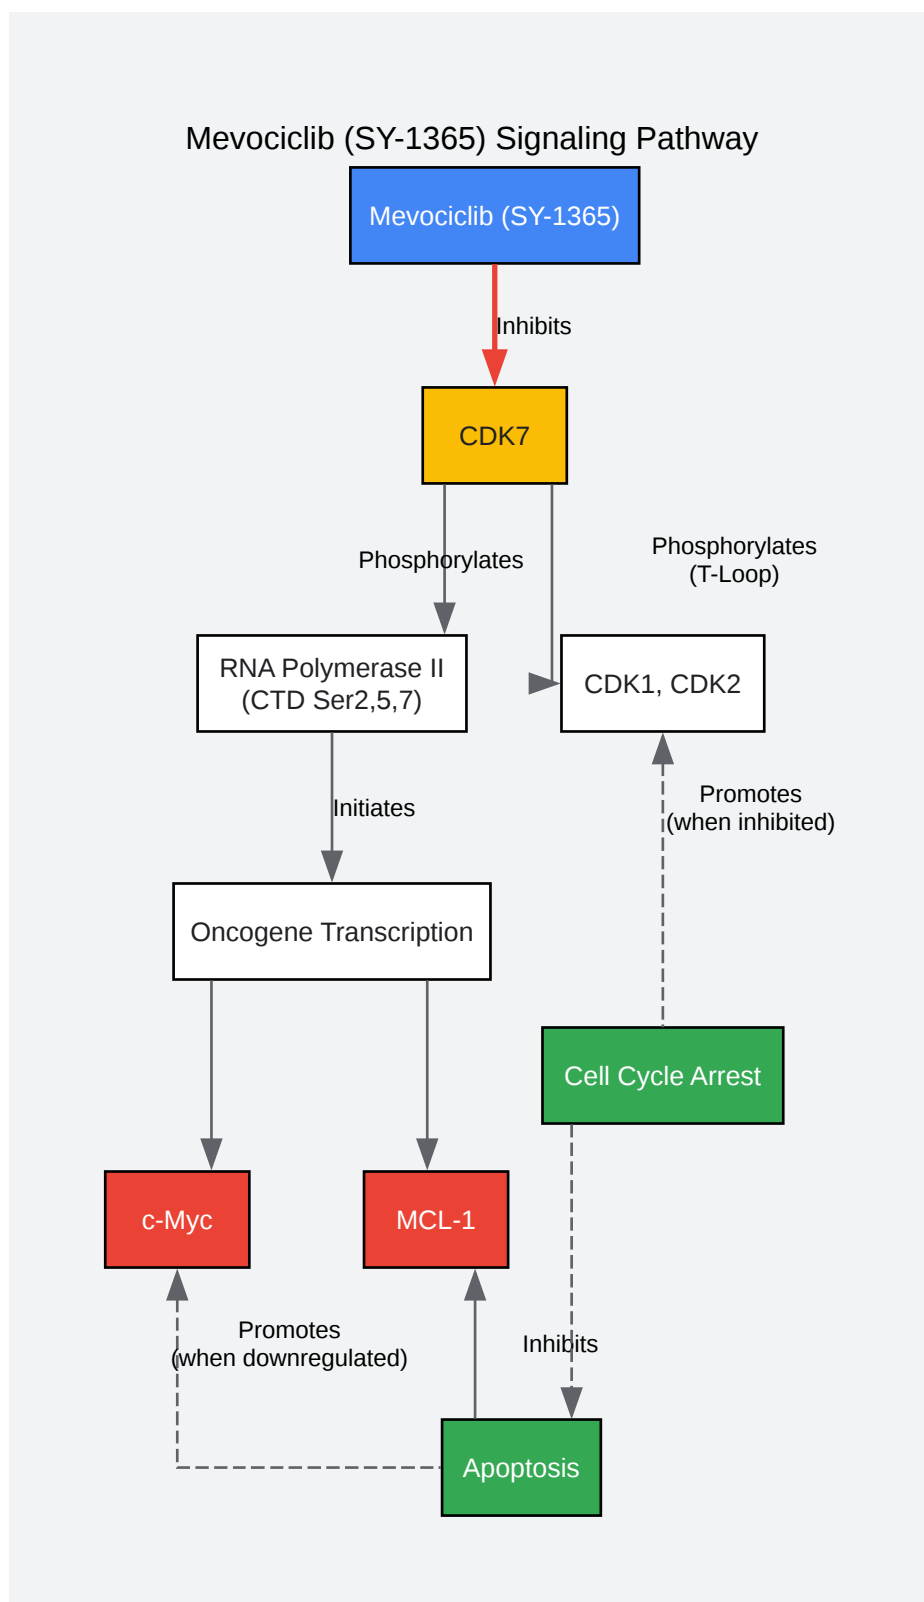 Mevociclib (SY-1365) Signaling Pathway
Mevociclib (SY-1365)
Inhibits
CDK7
Phosphorylates
Phosphorylates
(T-Loop)
RNA Polymerase II
(CTD Ser2,5,7)
CDK1, CDK2
Initiates
Promotes
(when inhibited)
Oncogene Transcription
Cell Cycle Arrest
c-Myc
MCL-1
Promotes
(when downregulated)
Inhibits
Apoptosis